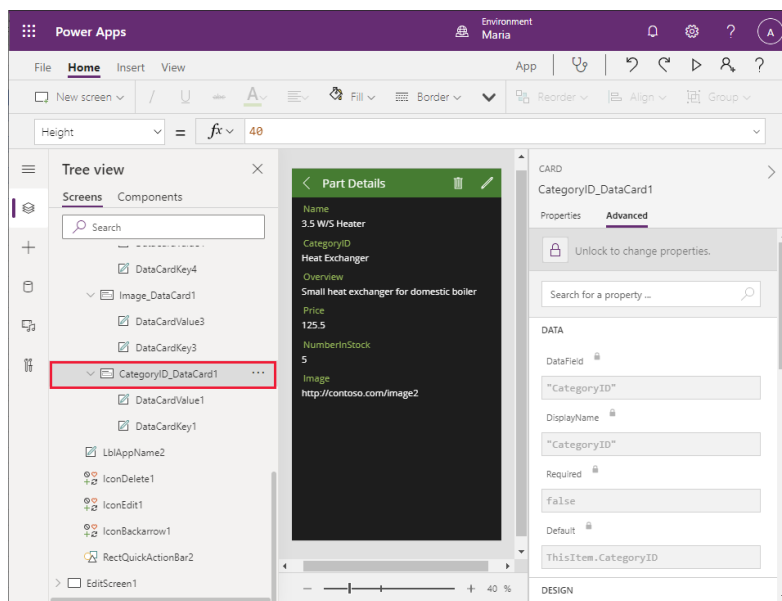 Power Apps
Environment
Maria
A
File Home Insert View App
New screen Fill Border Reorder Align Group
Height = fx 40
Tree view
Screens Components
Search
DataCardKey4
Image_DataCard1
DataCardValue3
DataCardKey3
CategoryID_DataCard1
DataCardValue1
DataCardKey1
LblAppName2
IconDelete1
IconEdit1
IconBackarrow1
RectQuickActionBar2
EditScreen1
Part Details
Name
3.5 W/S Heater
CategoryID
Heat Exchanger
Overview
Small heat exchanger for domestic boiler
Price
125.5
NumberInStock
5
Image
http://contoso.com/image2
40 %
CARD
CategoryID_DataCard1
Properties Advanced
Unlock to change properties.
Search for a property ...
DATA
DataField
"CategoryID"
DisplayName
"CategoryID"
Required
false
Default
ThisItem.CategoryID
DESIGN